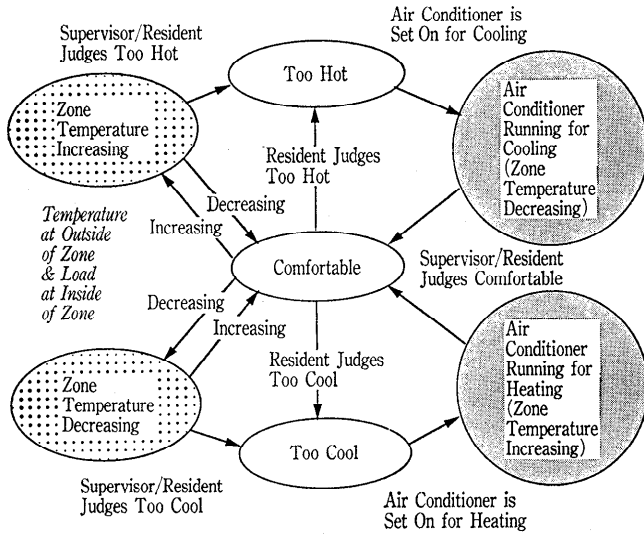 Supervisor/Resident
Judges Too Hot
Air Conditioner is
Set On for Cooling
Too Hot
Zone
Temperature
Increasing
Air
Conditioner
Running for
Cooling
(Zone
Temperature
Decreasing)
Resident Judges
Too Hot
Decreasing
Increasing
Temperature
at Outside
of Zone
& Load
at Inside
of Zone
Comfortable
Supervisor/Resident
Judges Comfortable
Decreasing
Increasing
Resident Judges
Too Cool
Air
Conditioner
Running for
Heating
(Zone
Temperature
Increasing)
Zone
Temperature
Decreasing
Too Cool
Supervisor/Resident
Judges Too Cool
Air Conditioner is
Set On for Heating